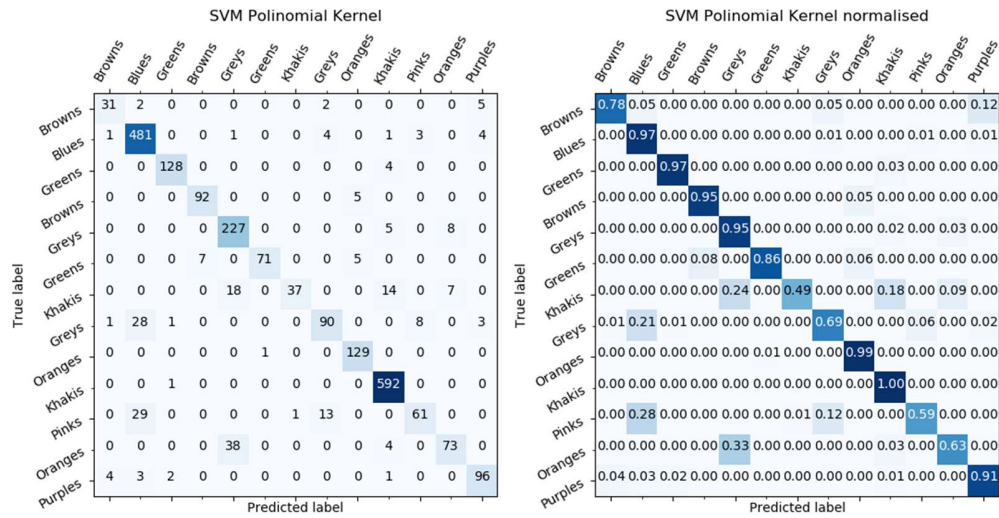 SVM Polinomial Kernel
Browns Blues Greens Browns Greys Greens Khakis Greys Oranges Khakis Pinks Oranges Purples
True label
Browns 31 2 0 0 0 0 0 2 0 0 0 0 5
Blues 1 481 0 0 1 0 0 4 0 1 3 0 4
Greens 0 0 128 0 0 0 0 0 0 4 0 0 0
Browns 0 0 0 92 0 0 0 0 5 0 0 0 0
Greys 0 0 0 0 227 0 0 0 0 5 0 8 0
Greens 0 0 0 7 0 71 0 0 5 0 0 0 0
Khakis 0 0 0 0 18 0 37 0 0 14 0 7 0
Greys 1 28 1 0 0 0 0 90 0 0 8 0 3
Oranges 0 0 0 0 0 1 0 0 129 0 0 0 0
Khakis 0 0 1 0 0 0 0 0 0 592 0 0 0
Pinks 0 29 0 0 0 0 1 13 0 0 61 0 0
Oranges 0 0 0 0 38 0 0 0 0 4 0 73 0
Purples 4 3 2 0 0 0 0 0 0 1 0 0 96
Predicted label
SVM Polinomial Kernel normalised
Browns Blues Greens Browns Greys Greens Khakis Greys Oranges Khakis Pinks Oranges Purples
True label
Browns 0.78 0.05 0.00 0.00 0.00 0.00 0.00 0.05 0.00 0.00 0.00 0.00 0.12
Blues 0.00 0.97 0.00 0.00 0.00 0.00 0.00 0.01 0.00 0.00 0.01 0.00 0.01
Greens 0.00 0.00 0.97 0.00 0.00 0.00 0.00 0.00 0.00 0.03 0.00 0.00 0.00
Browns 0.00 0.00 0.00 0.95 0.00 0.00 0.00 0.00 0.05 0.00 0.00 0.00 0.00
Greys 0.00 0.00 0.00 0.00 0.95 0.00 0.00 0.00 0.00 0.02 0.00 0.03 0.00
Greens 0.00 0.00 0.00 0.08 0.00 0.86 0.00 0.00 0.06 0.00 0.00 0.00 0.00
Khakis 0.00 0.00 0.00 0.00 0.24 0.00 0.49 0.00 0.00 0.18 0.00 0.09 0.00
Greys 0.01 0.21 0.01 0.00 0.00 0.00 0.00 0.69 0.00 0.00 0.06 0.00 0.02
Oranges 0.00 0.00 0.00 0.00 0.00 0.01 0.00 0.00 0.99 0.00 0.00 0.00 0.00
Khakis 0.00 0.00 0.00 0.00 0.00 0.00 0.00 0.00 0.00 1.00 0.00 0.00 0.00
Pinks 0.00 0.28 0.00 0.00 0.00 0.00 0.01 0.12 0.00 0.00 0.59 0.00 0.00
Oranges 0.00 0.00 0.00 0.00 0.33 0.00 0.00 0.00 0.00 0.03 0.00 0.63 0.00
Purples 0.04 0.03 0.02 0.00 0.00 0.00 0.00 0.00 0.00 0.01 0.00 0.00 0.91
Predicted label